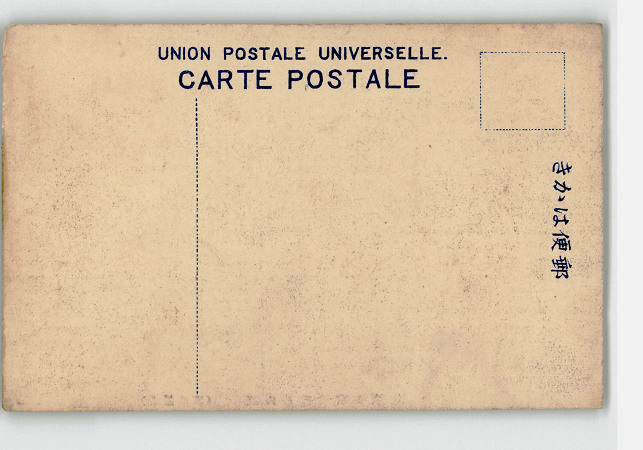 UNION POSTALE UNIVERSELLE.
CARTE POSTALE
郵便はかき